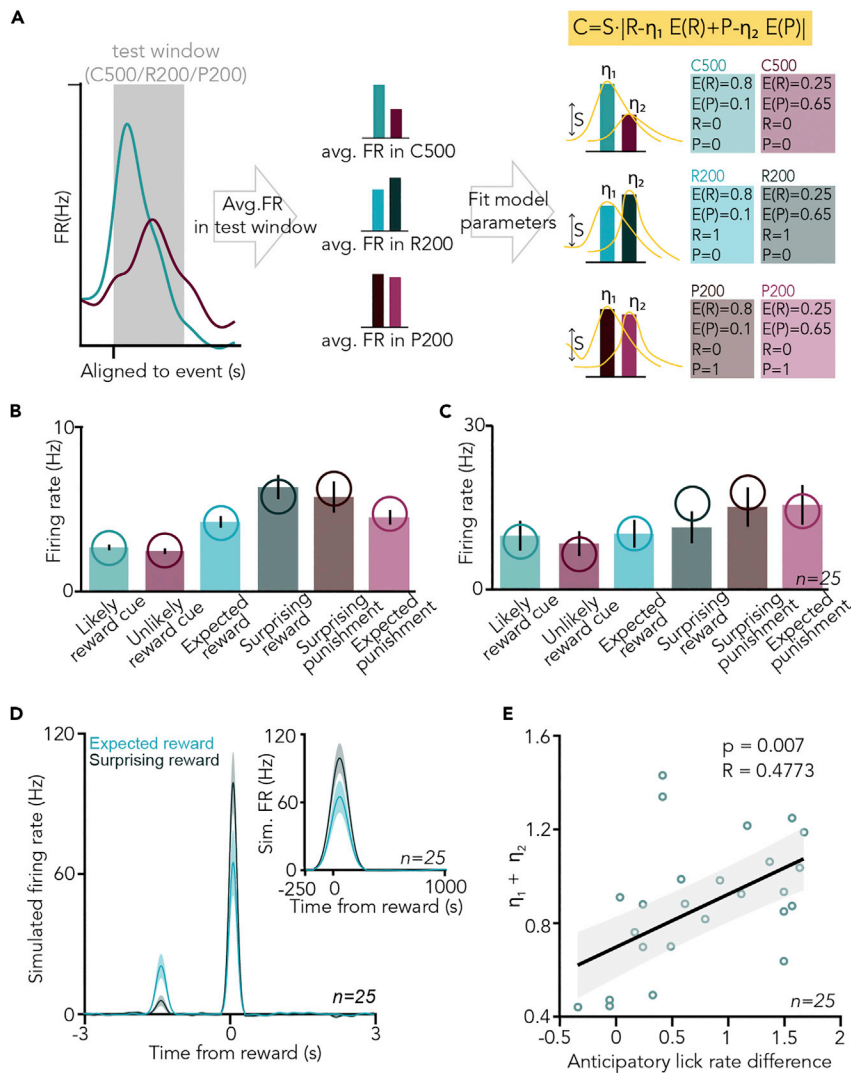 A
C=S·|R-η1 E(R)+P-η2 E(P)|
test window
(C500/R200/P200)
FR(Hz)
Aligned to event (s)
Avg.FR
in test window
avg. FR in C500
avg. FR in R200
avg. FR in P200
Fit model
parameters
η1
η2
S
C500
E(R)=0.8
E(P)=0.1
R=0
P=0
C500
E(R)=0.25
E(P)=0.65
R=0
P=0
η1
η2
S
R200
E(R)=0.8
E(P)=0.1
R=1
P=0
R200
E(R)=0.25
E(P)=0.65
R=1
P=0
η1
η2
S
P200
E(R)=0.8
E(P)=0.1
R=0
P=1
P200
E(R)=0.25
E(P)=0.65
R=0
P=1
B
Firing rate (Hz)
10
0
Likely
reward cue
Unlikely
reward cue
Expected
reward
Surprising
reward
Surprising
punishment
Expected
punishment
C
Firing rate (Hz)
30
0
n=25
Likely
reward cue
Unlikely
reward cue
Expected
reward
Surprising
reward
Surprising
punishment
Expected
punishment
D
Simulated firing rate (Hz)
120
60
0
Expected reward
Surprising reward
n=25
-3
0
3
Time from reward (s)
Sim. FR (Hz)
120
60
0
n=25
-250
0
1000
Time from reward (s)
E
η1 + η2
1.6
1.2
0.8
0.4
p = 0.007
R = 0.4773
n=25
-0.5
0
0.5
1
1.5
2
Anticipatory lick rate difference